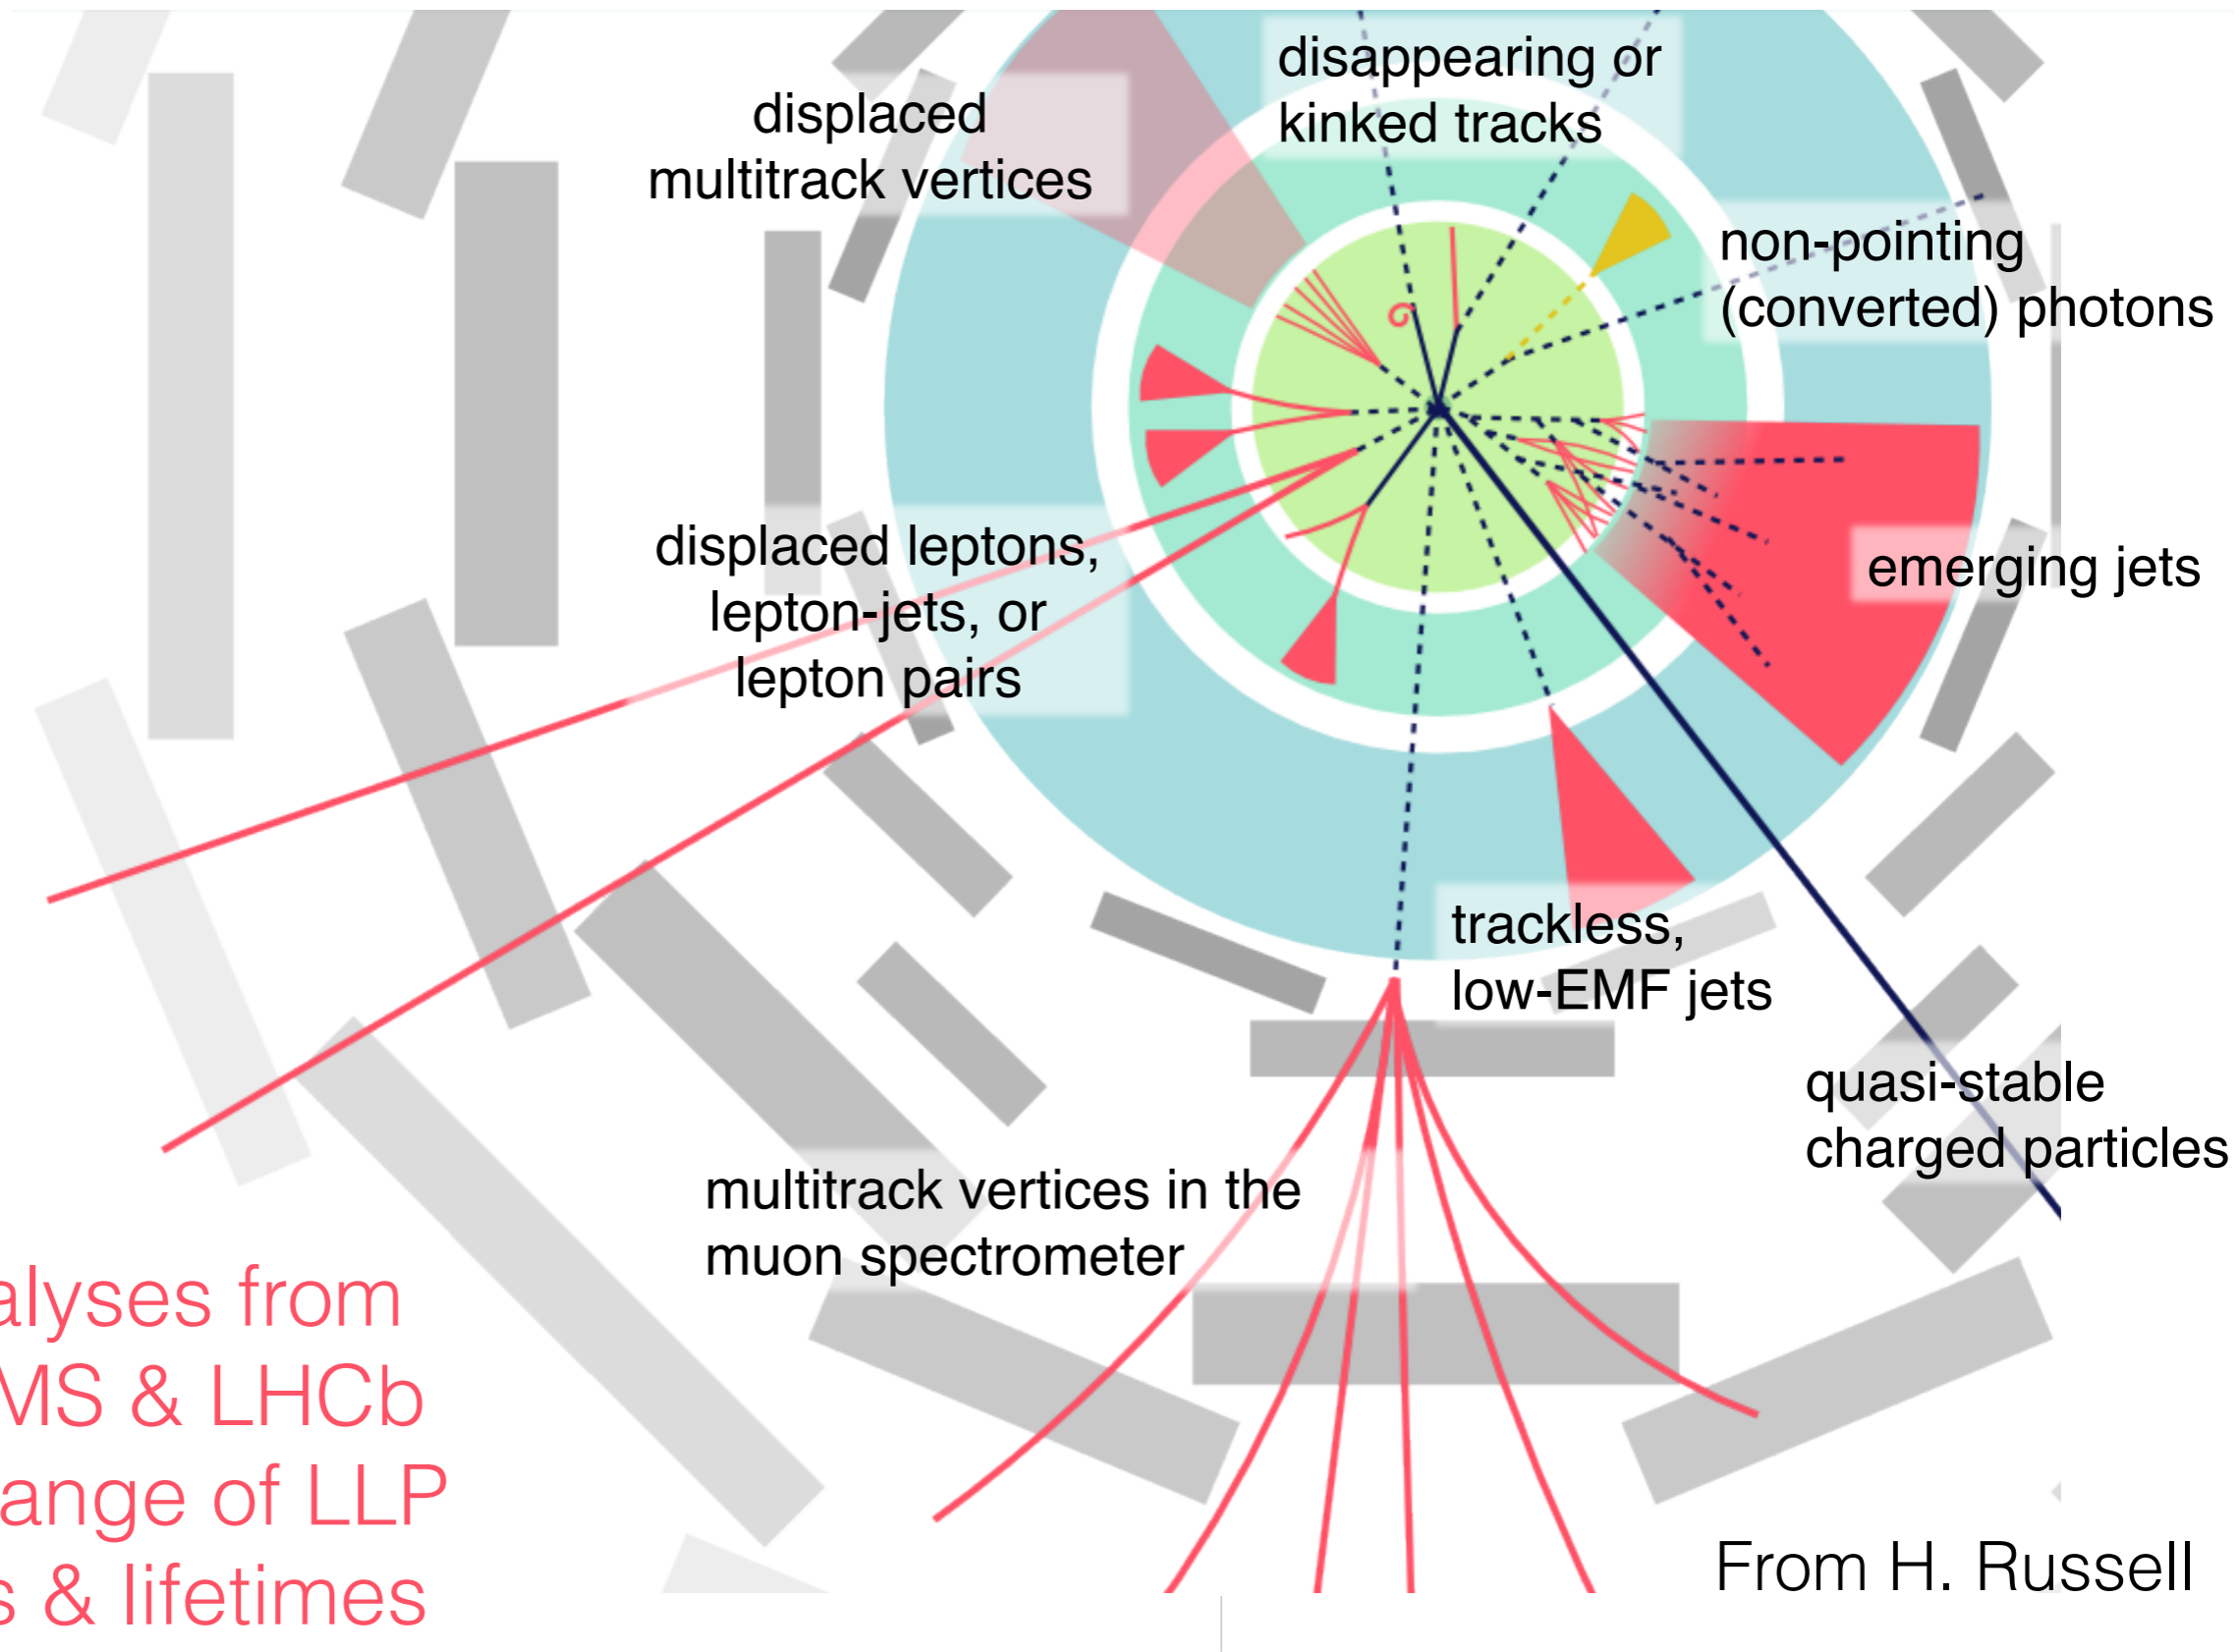 disappearing or
kinked tracks
displaced
multitrack vertices
non-pointing
(converted) photons
displaced leptons,
lepton-jets, or
lepton pairs
emerging jets
trackless,
low-EMF jets
quasi-stable
charged particles
multitrack vertices in the
muon spectrometer
alyses from
MS & LHCb
ange of LLP
s & lifetimes
From H. Russell